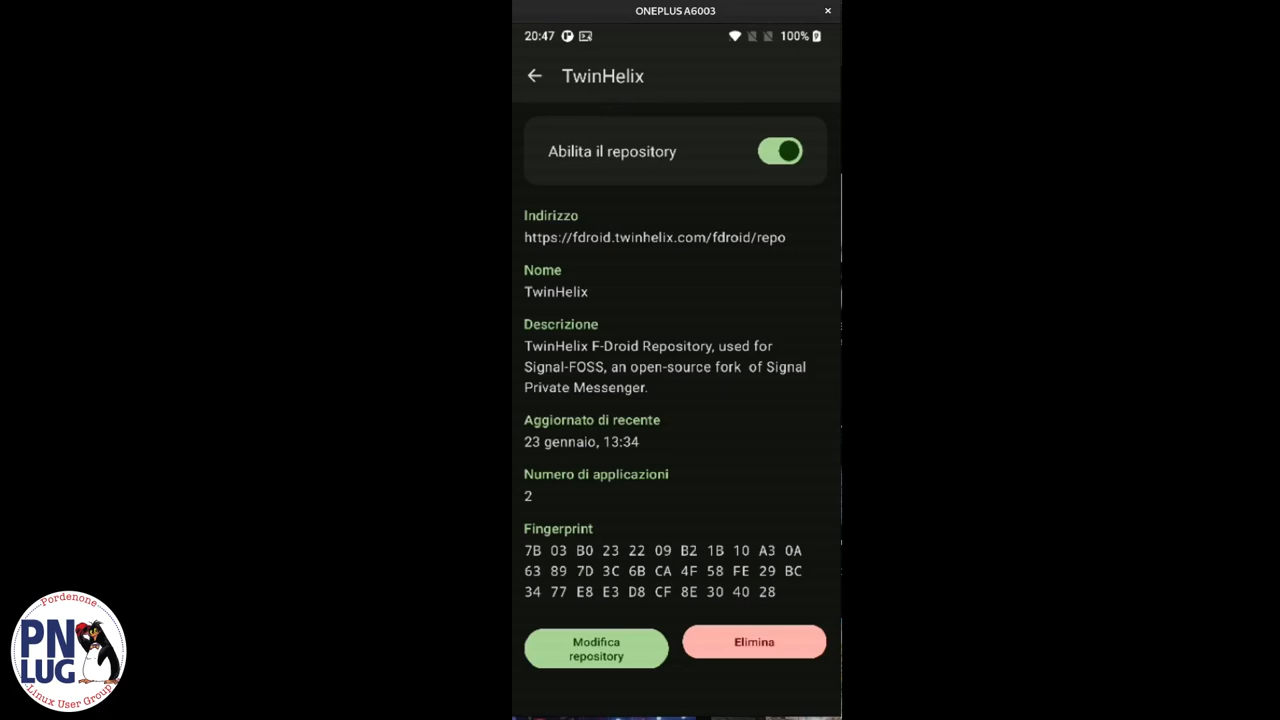 ONEPLUS A6003
×
20:47
100%
TwinHelix
Abilita il repository
Indirizzo
https://fdroid.twinhelix.com/fdroid/repo
Nome
TwinHelix
Descrizione
TwinHelix F-Droid Repository, used for
Signal-FOSS, an open-source fork of Signal
Private Messenger.
Aggiornato di recente
23 gennaio, 13:34
Numero di applicazioni
2
Fingerprint
7B 03 B0 23 22 09 B2 1B 10 A3 0A
63 89 7D 3C 6B CA 4F 58 FE 29 BC
34 77 E8 E3 D8 CF 8E 30 40 28
Modifica
repository
Elimina
Pordenone
PN
LUG
Linux User Group